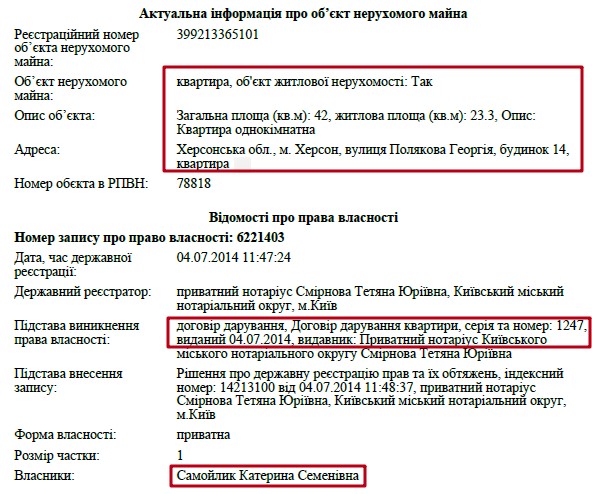 Актуальна інформація про об’єкт нерухомого майна
Реєстраційний номер 399213365101
об’єкта нерухомого
майна:
Об’єкт нерухомого квартира, об'єкт житлової нерухомості: Так
майна:
Опис об’єкта: Загальна площа (кв.м): 42, житлова площа (кв.м): 23.3, Опис:
Квартира однокімнатна
Адреса: Херсонська обл., м. Херсон, вулиця Полякова Георгія, будинок 14,
квартира
Номер обєкта в РПВН: 78818
Відомості про права власності
Номер запису про право власності: 6221403
Дата, час державної 04.07.2014 11:47:24
реєстрації:
Державний реєстратор: приватний нотаріус Смірнова Тетяна Юріївна, Київський міський
нотаріальний округ, м.Київ
Підстава виникнення договір дарування, Договір дарування квартири, серія та номер: 1247,
права власності: виданий 04.07.2014, видавник: Приватний нотаріус Київського
міського нотаріального округу Смірнова Тетяна Юріївна
Підстава внесення Рішення про державну реєстрацію прав та їх обтяжень, індексний
запису: номер: 14213100 від 04.07.2014 11:48:37, приватний нотаріус
Смірнова Тетяна Юріївна, Київський міський нотаріальний округ,
м.Київ
Форма власності: приватна
Розмір частки: 1
Власники: Самойлик Катерина Семенівна